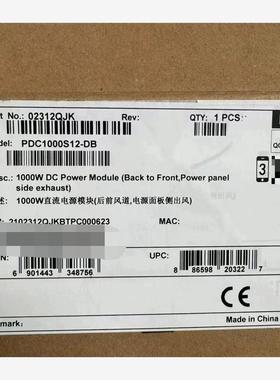 t No.: 02312QJK Rev: QTY: 1 PCS
del: PDC1000S12-DB
sc.: 1000W DC Power Module (Back to Front,Power panel
side exhaust)
述: 1000W直流电源模块(后前风道,电源面板侧出风)
3
2102312QJKBTPC000623 MAC:
N: UPC:
6 901443 348756
8 86598 20322 7
CE
mark: Made in China